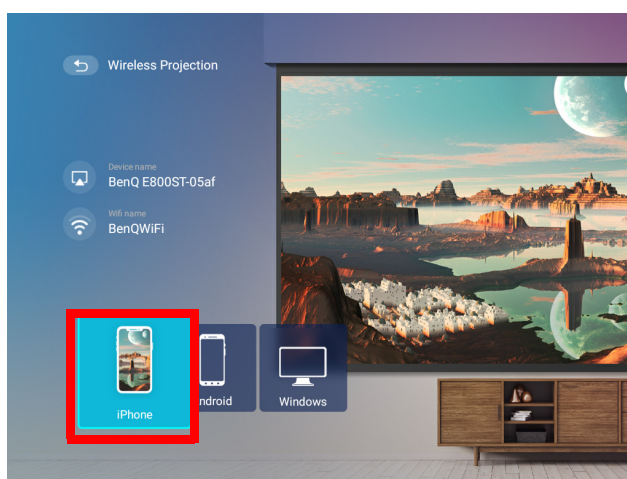 Wireless Projection
Device name
BenQ E800ST-05af
Wifi name
BenQWiFi
iPhone
ndroid
Windows